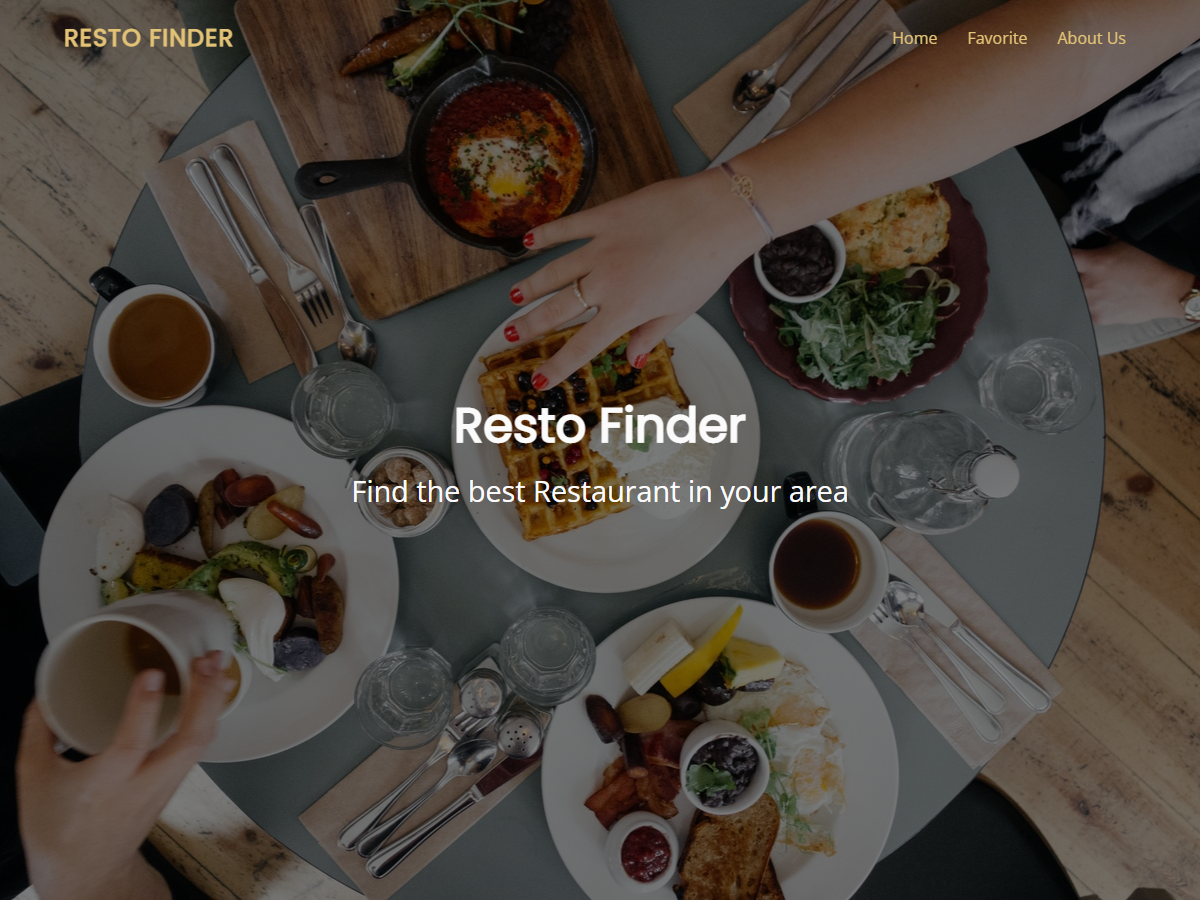 RESTO FINDER
Home Favorite About Us
Resto Finder
Find the best Restaurant in your area